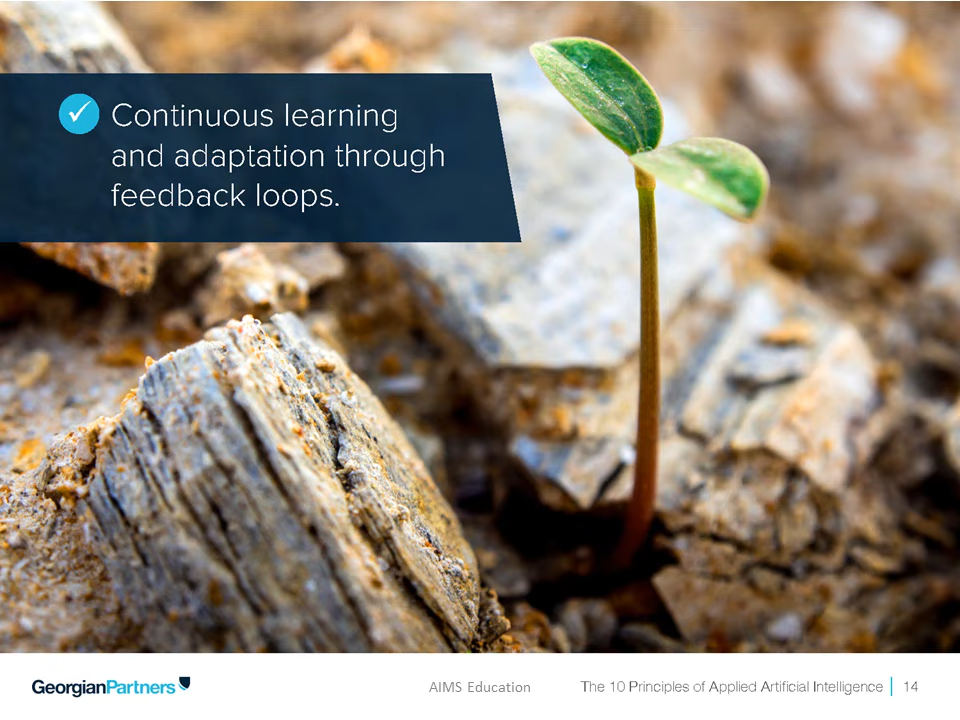 Continuous learning
and adaptation through
feedback loops.
GeorgianPartners
AIMS Education
The 10 Principles of Applied Artificial Intelligence
14